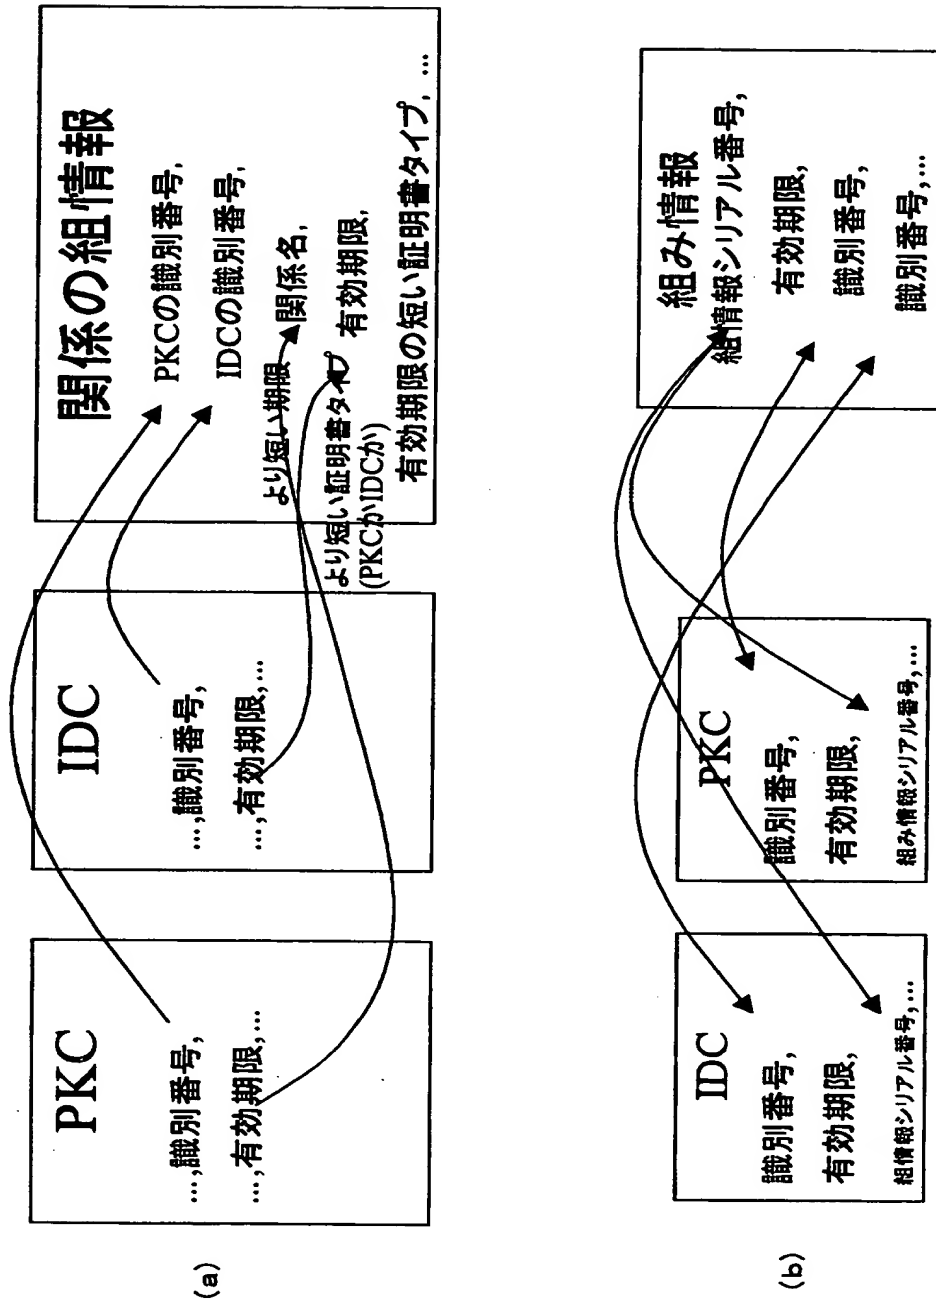 (a)
PKC
...,識別番号,
...,有効期限,...
IDC
...,識別番号,
...,有効期限,...
関係の組情報
PKCの識別番号,
IDCの識別番号,
より短い期限
関係名,
より短い証明書タイプ
(PKCかIDCか)
有効期限,
有効期限の短い証明書タイプ, ...
(b)
IDC
識別番号,
有効期限,
組情報シリアル番号,...
PKC
識別番号,
有効期限,
組み情報シリアル番号,...
組み情報
組情報シリアル番号,
有効期限,
識別番号,
識別番号,...